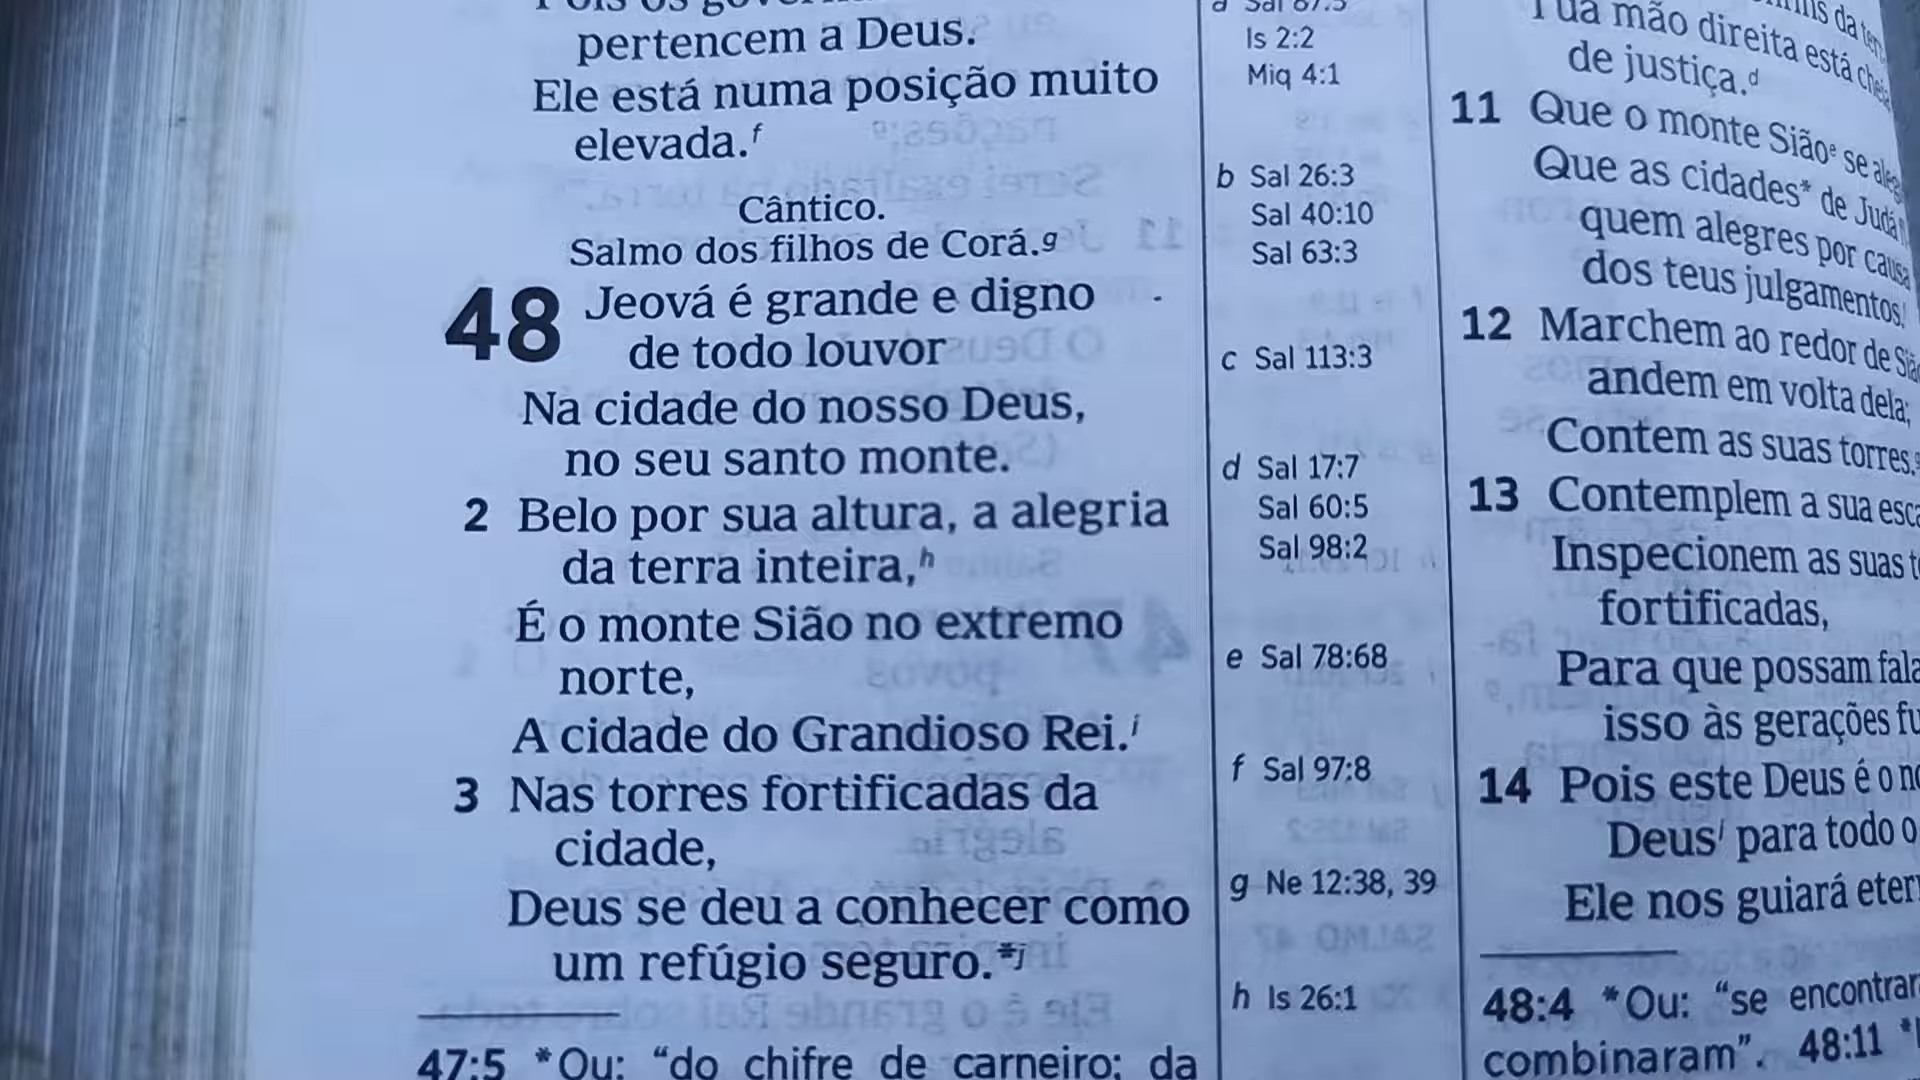 pertencem a Deus.
Ele está numa posição muito
elevada.f
Cântico.
Salmo dos filhos de Corá.g
48 Jeová é grande e digno
de todo louvor
Na cidade do nosso Deus,
no seu santo monte.
2 Belo por sua altura, a alegria
da terra inteira,h
É o monte Sião no extremo
norte,
A cidade do Grandioso Rei.i
3 Nas torres fortificadas da
cidade,
Deus se deu a conhecer como
um refúgio seguro.*j
47:5 *Ou: “do chifre de carneiro; da
Is 2:2
Miq 4:1
b Sal 26:3
Sal 40:10
Sal 63:3
c Sal 113:3
d Sal 17:7
Sal 60:5
Sal 98:2
e Sal 78:68
f Sal 97:8
g Ne 12:38, 39
h Is 26:1
Tua mão direita está
de justiça.d
11 Que o monte Siãoe se
Que as cidades* de Judá
quem alegres por causa
dos teus julgamentos.
12 Marchem ao redor de
andem em volta dela;
Contem as suas torres.
13 Contemplem a sua
Inspecionem as suas
fortificadas,
Para que possam
isso às gerações
14 Pois este Deus é o
Deus para todo o
Ele nos guiará
48:4 *Ou: “se
combinaram”. 48:11